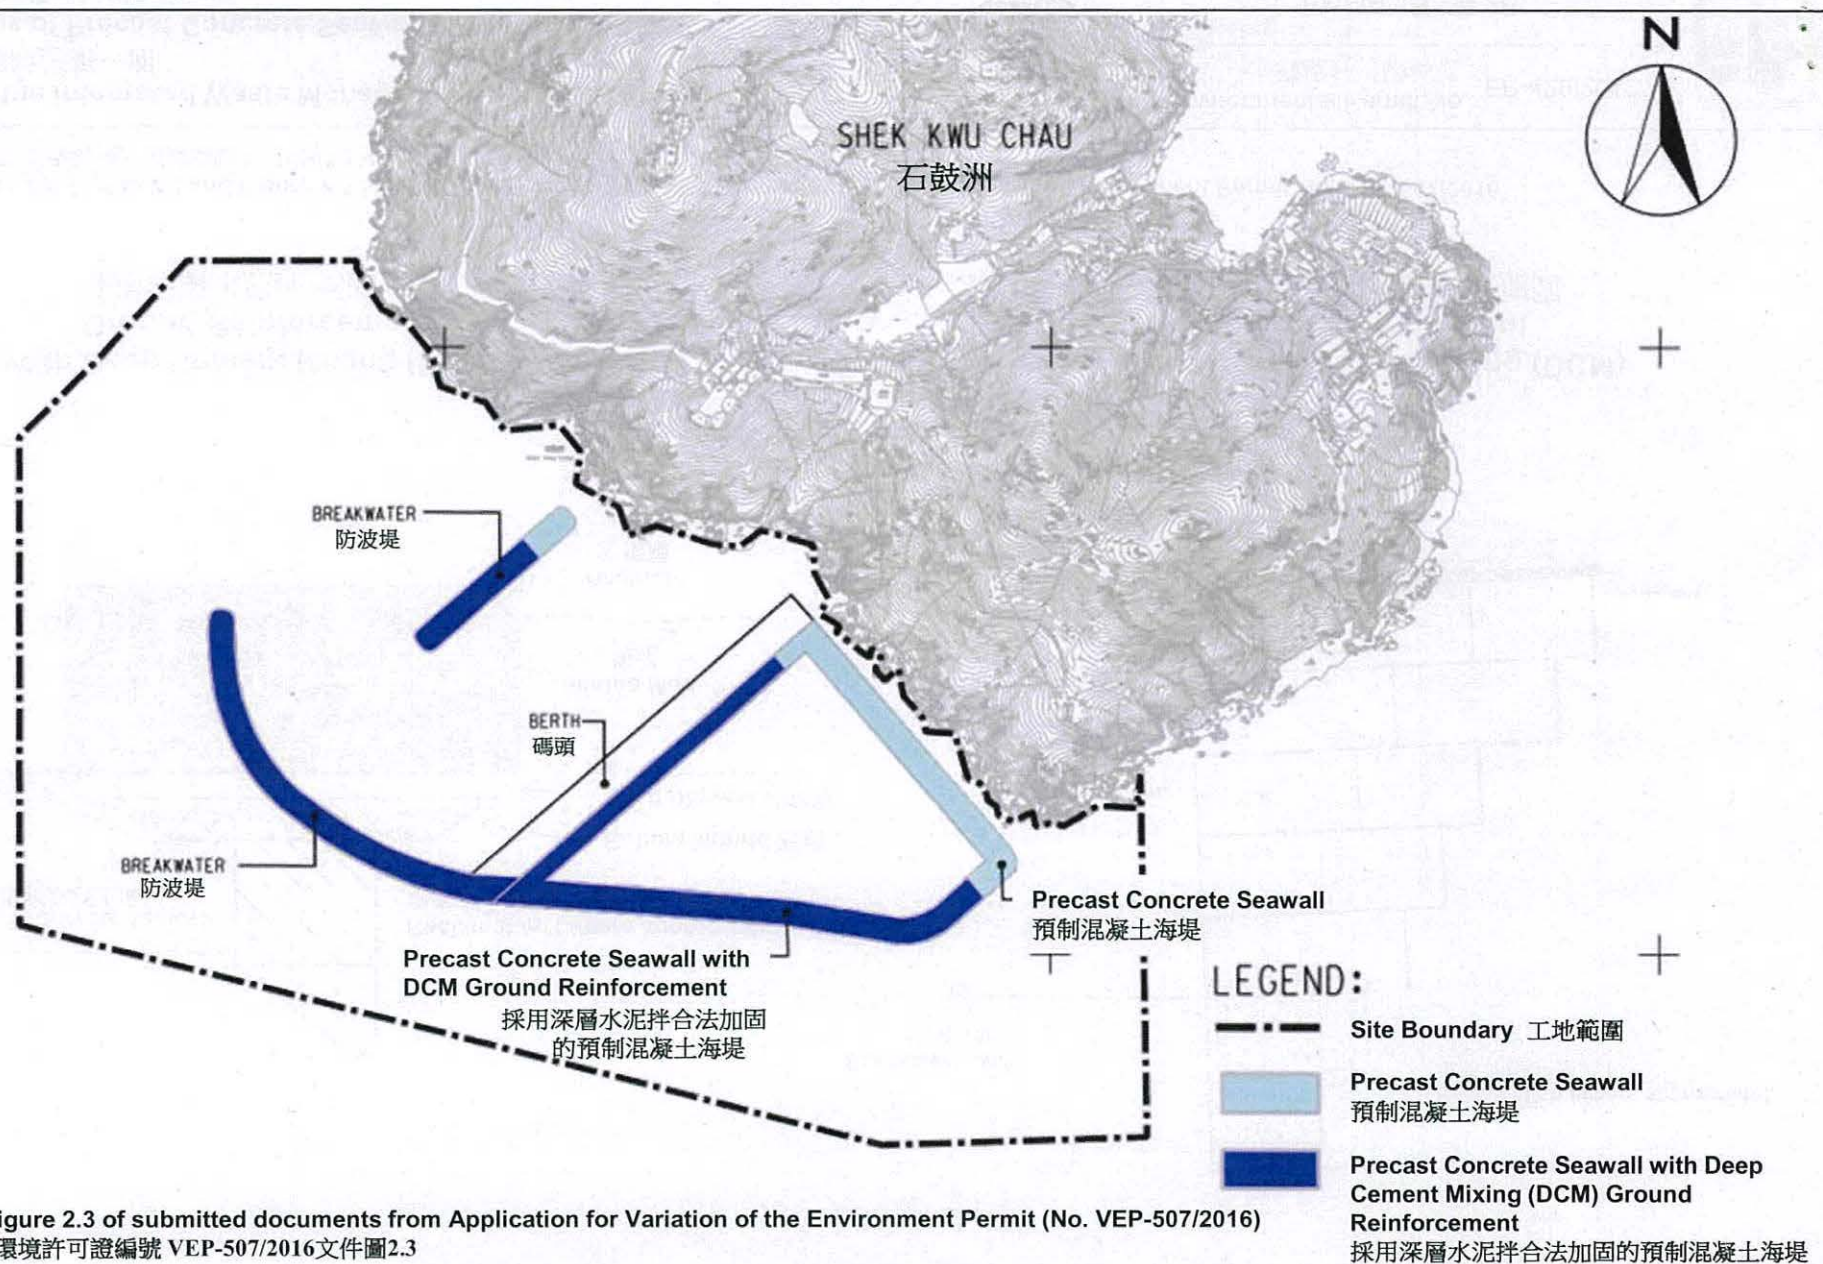 N
SHEK KWU CHAU
石鼓洲
BREAKWATER
防波堤
BERTH
碼頭
BREAKWATER
防波堤
Precast Concrete Seawall
預制混凝土海堤
Precast Concrete Seawall with
DCM Ground Reinforcement
採用深層水泥拌合法加固
的預制混凝土海堤
LEGEND:
Site Boundary 工地範圍
Precast Concrete Seawall
預制混凝土海堤
Precast Concrete Seawall with Deep
Cement Mixing (DCM) Ground
Reinforcement
採用深層水泥拌合法加固的預制混凝土海堤
igure 2.3 of submitted documents from Application for Variation of the Environment Permit (No. VEP-507/2016)
環境許可證編號 VEP-507/2016文件圖2.3